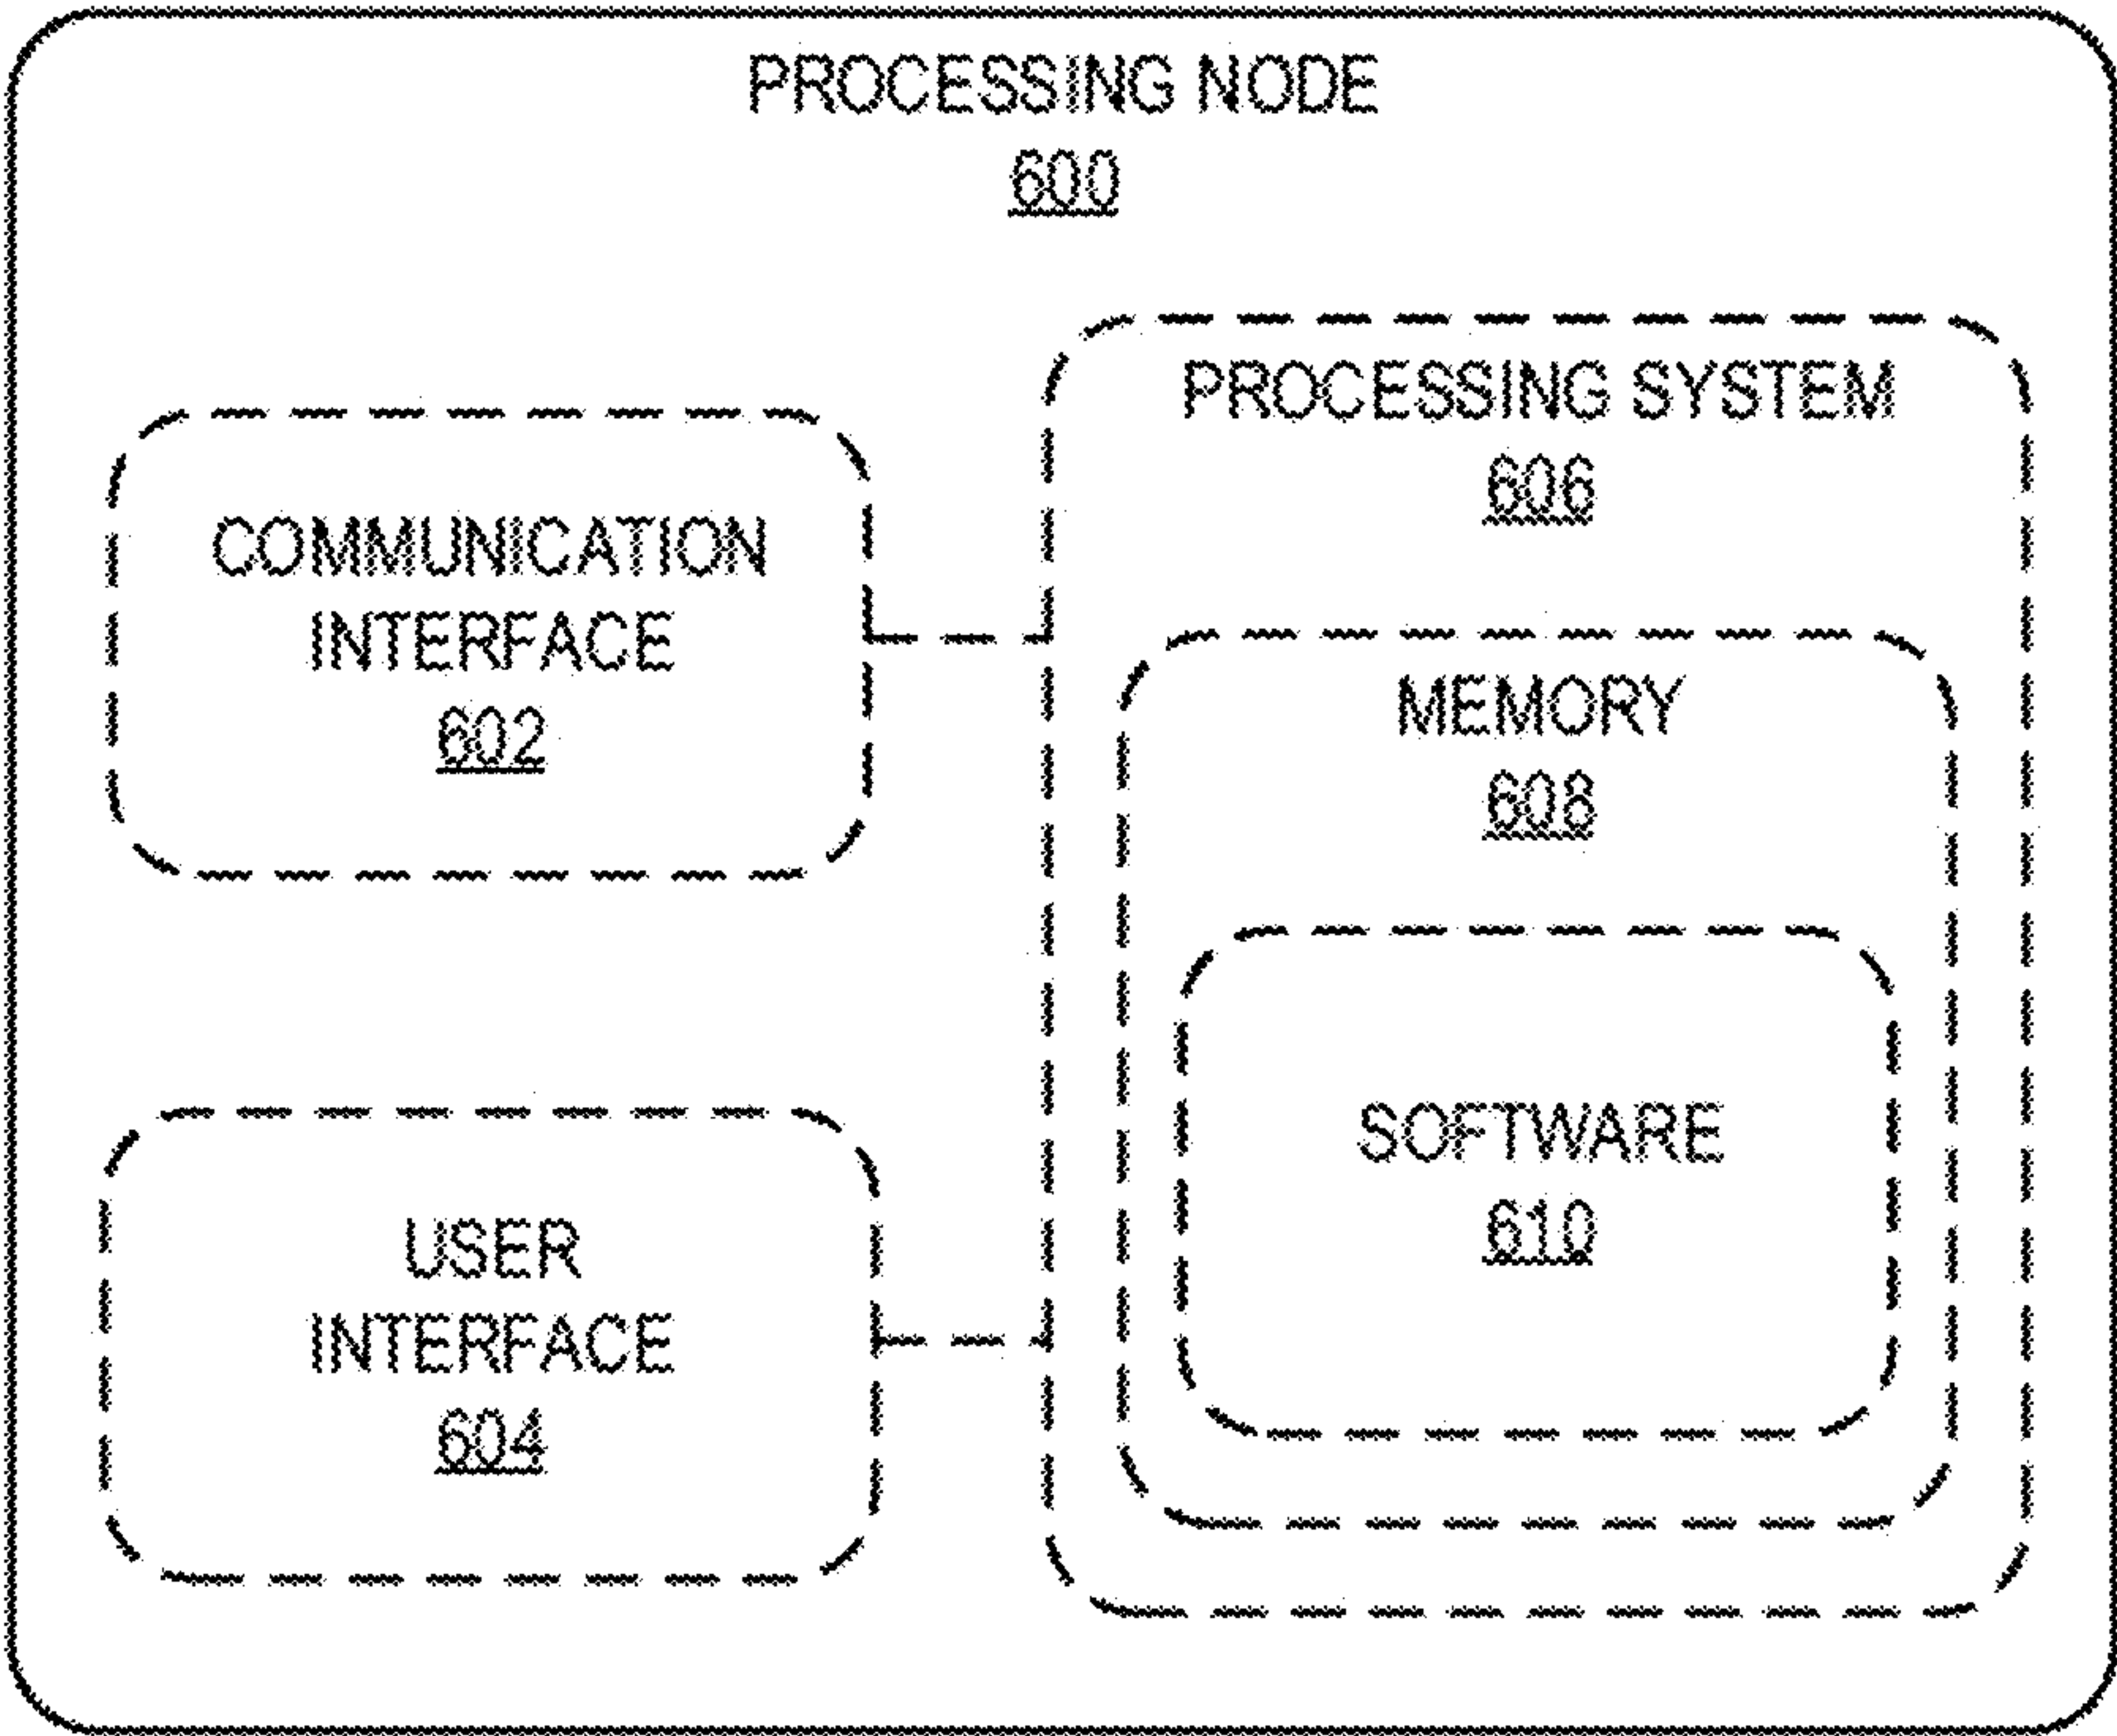 PROCESSING NODE
600
COMMUNICATION
INTERFACE
602
USER
INTERFACE
604
PROCESSING SYSTEM
606
MEMORY
608
SOFTWARE
610